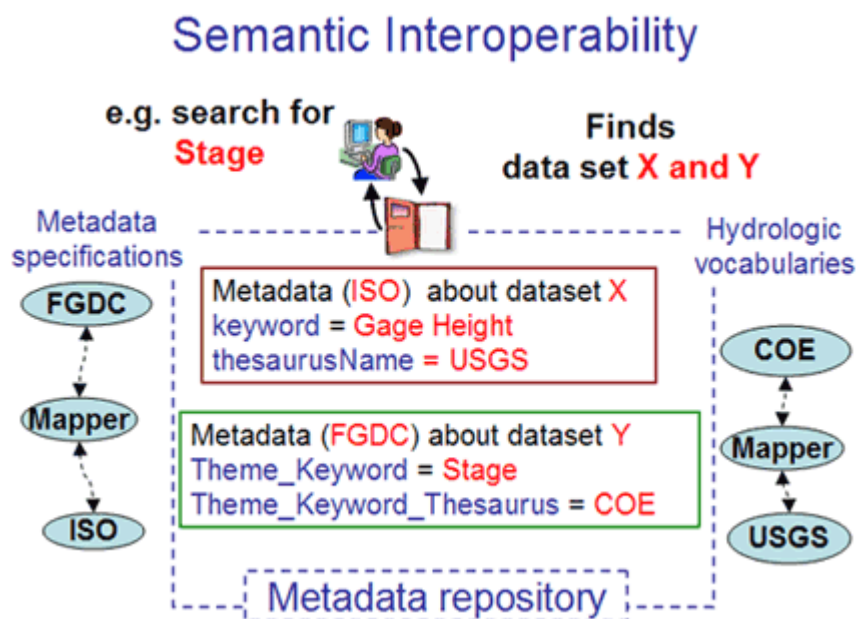 Semantic Interoperability
e.g. search for
Stage
Finds
data set X and Y
Metadata
specifications
FGDC
Mapper
ISO
Metadata (ISO) about dataset X
keyword = Gage Height
thesaurusName = USGS
Metadata (FGDC) about dataset Y
Theme_Keyword = Stage
Theme_Keyword_Thesaurus = COE
Hydrologic
vocabularies
COE
Mapper
USGS
Metadata repository